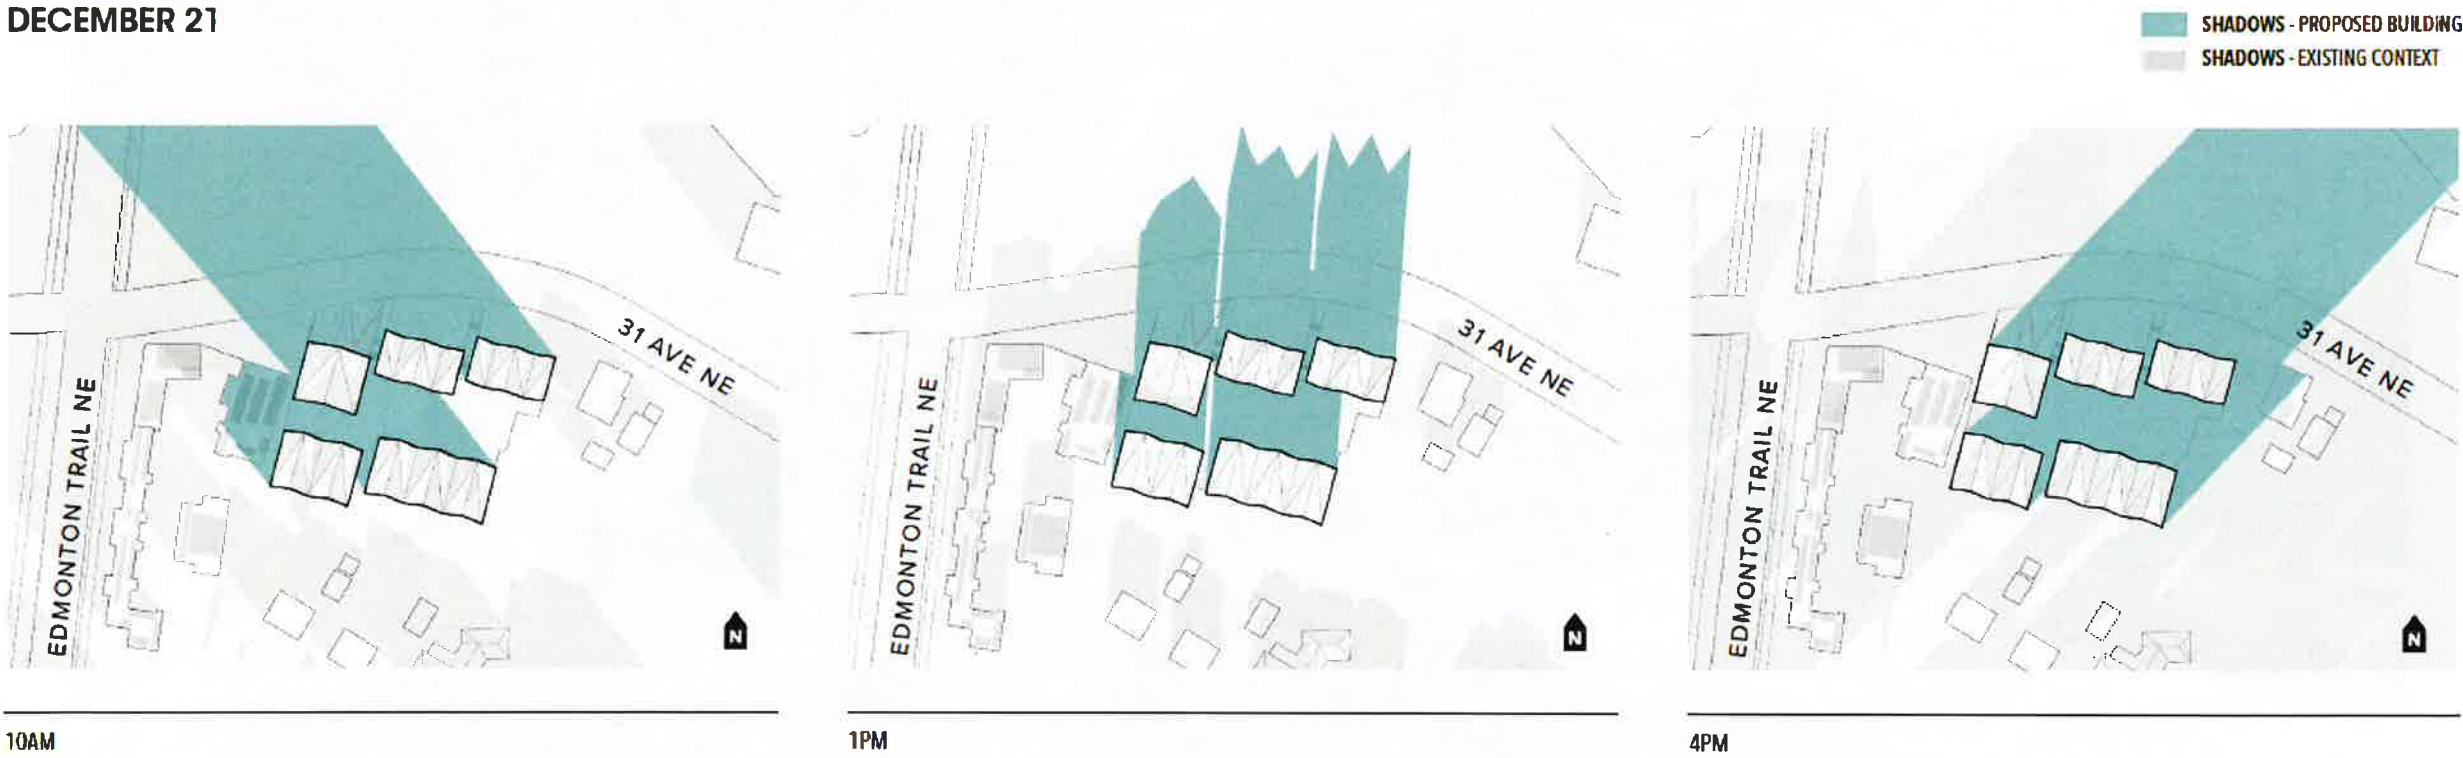 DECEMBER 21
SHADOWS - PROPOSED BUILDING
SHADOWS - EXISTING CONTEXT
31 AVE NE
EDMONTON TRAIL NE
N
10AM
31 AVE NE
EDMONTON TRAIL NE
N
1PM
31 AVE NE
EDMONTON TRAIL NE
N
4PM